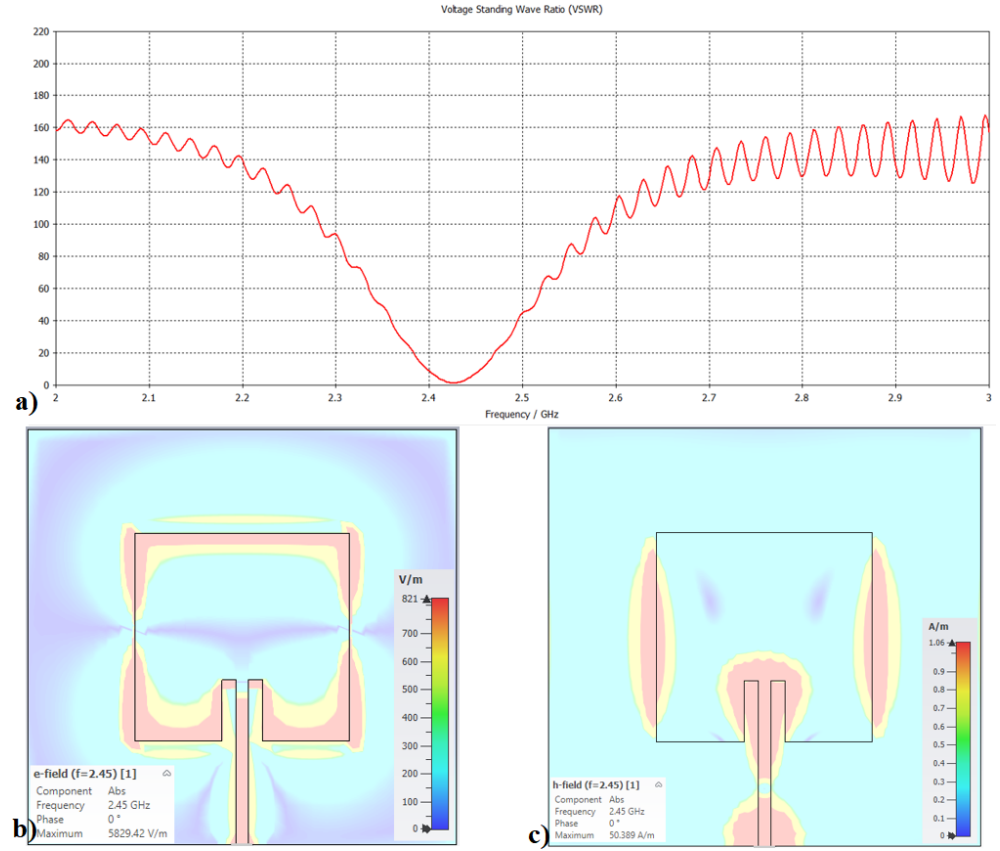 Voltage Standing Wave Ratio (VSWR)
220
200
180
160
140
120
100
80
60
40
20
0
2 2.1 2.2 2.3 2.4 2.5 2.6 2.7 2.8 2.9 3
Frequency / GHz
a)
V/m
821
700
600
500
400
300
200
100
0
e-field (f=2.45) [1]
Component Abs
Frequency 2.45 GHz
Phase 0 °
Maximum 5829.42 V/m
b)
A/m
1.06
0.9
0.8
0.7
0.6
0.5
0.4
0.3
0.2
0.1
0
h-field (f=2.45) [1]
Component Abs
Frequency 2.45 GHz
Phase 0 °
Maximum 50.389 A/m
c)